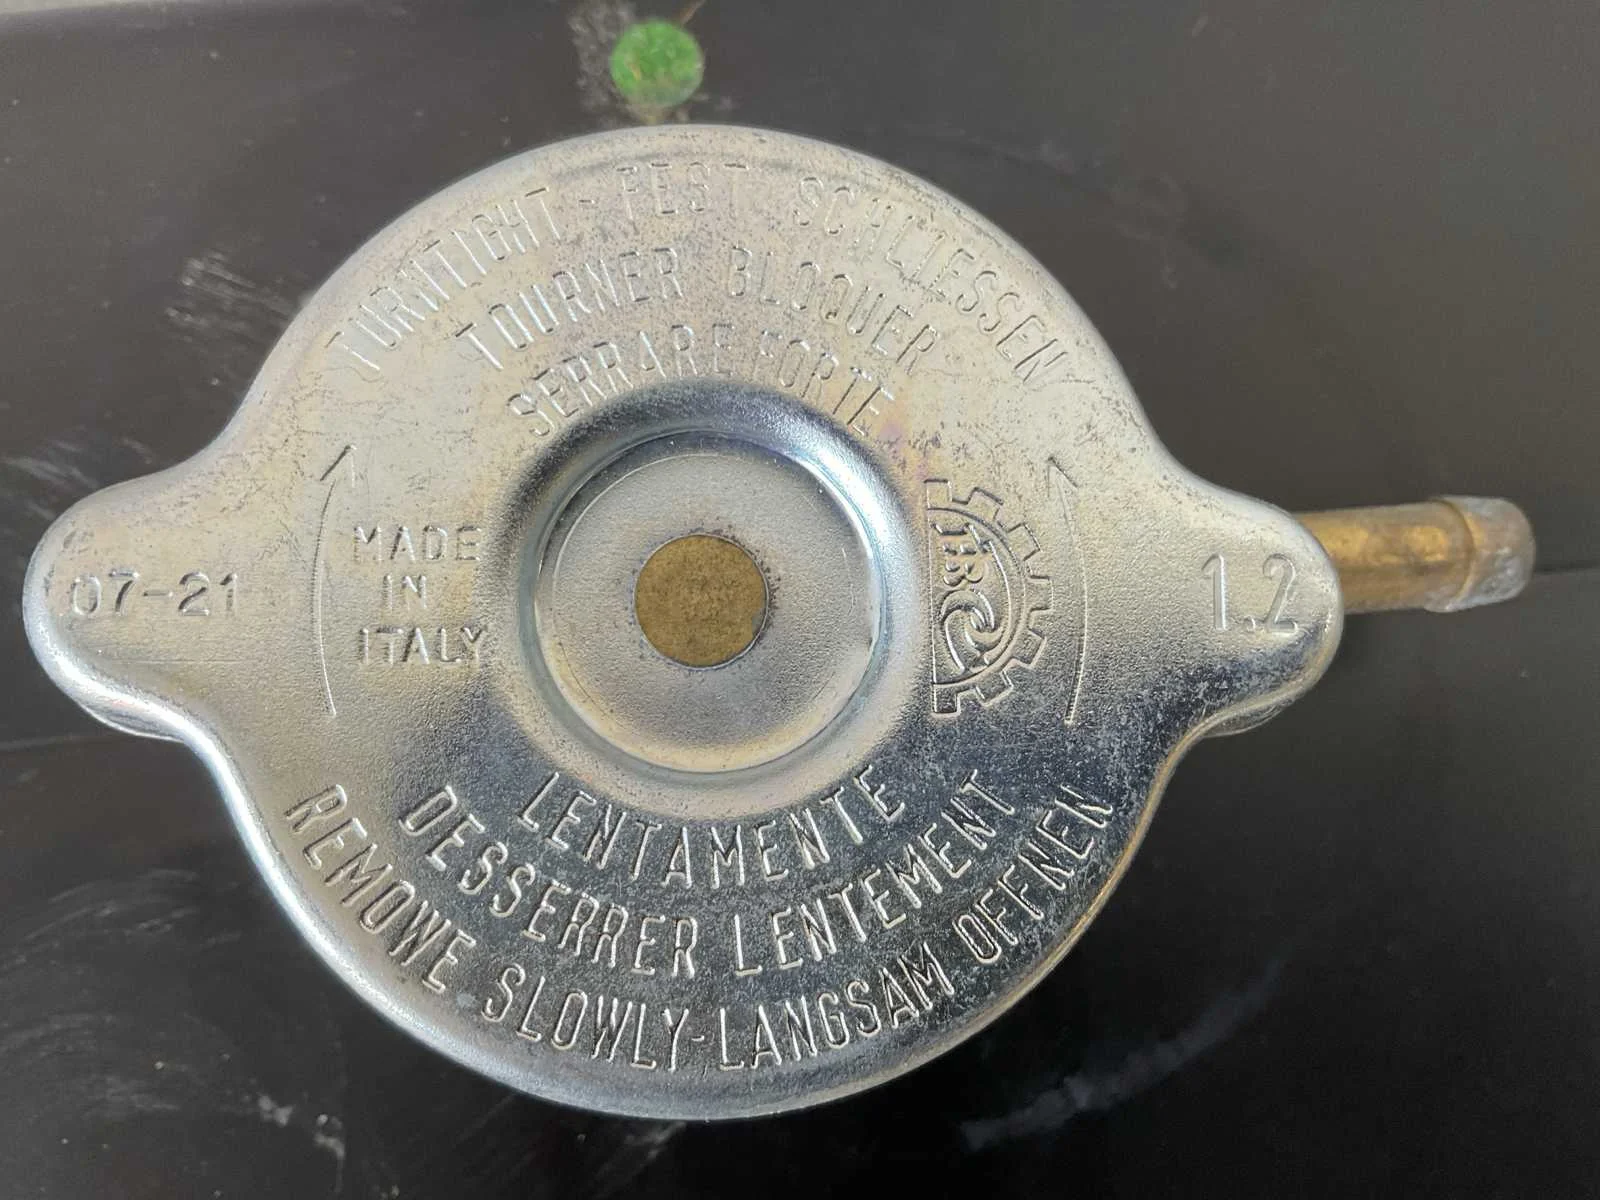 TURNTIGHT - FEST SCHLIESSEN
TOURNER BLOQUER
SERRARE FORTE
07-21
MADE
IN
ITALY
1.2
LENTAMENTE
DESSERRER LENTEMENT
REMOWE SLOWLY-LANGSAM OFFNEN